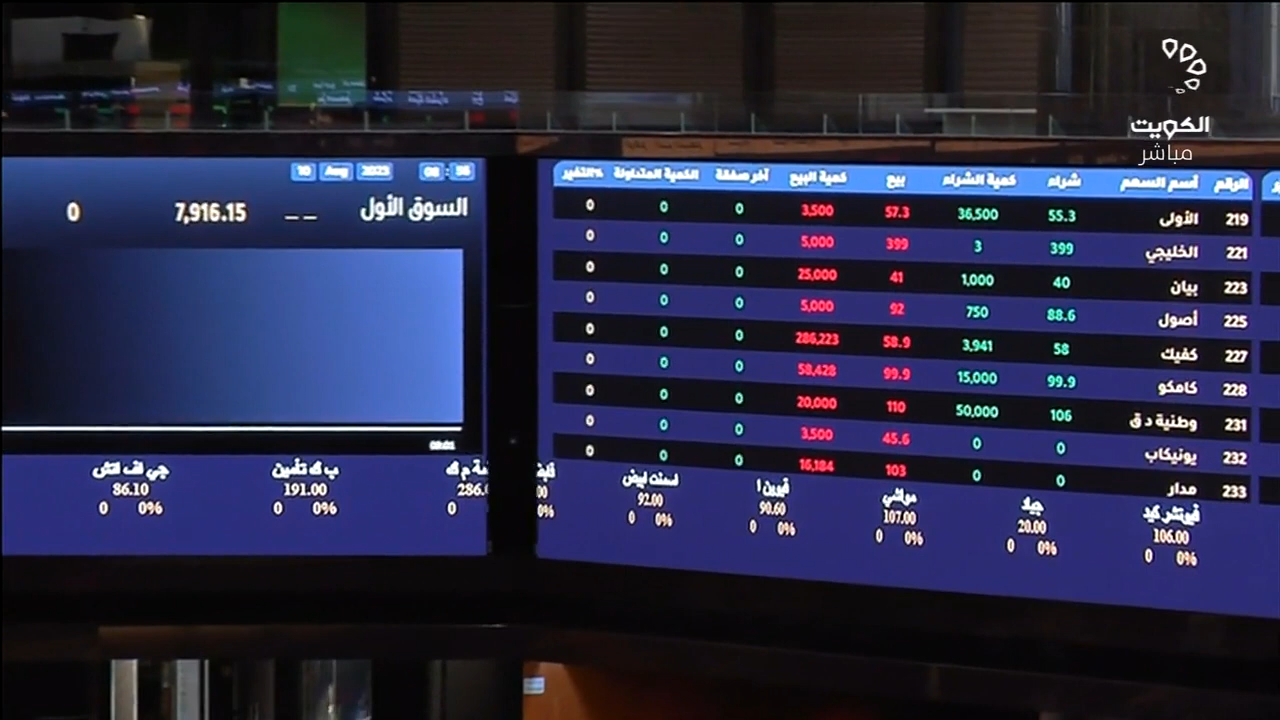 الكويت
مباشر
10 Aug 2023
السوق الأول _ _ 7,916.15 0
جي اف اتش
86.10
0 0%
ب ك تأمين
191.00
0 0%
الرقم أسم السهم شراء كمية الشراء بيع كمية البيع آخر صفقة الكمية المتداولة %التغير
219 الأولى 55.3 36,500 57.3 3,500 0 0 0
221 الخليجي 399 3 399 5,000 0 0 0
223 بيان 40 1,000 41 25,000 0 0 0
225 أصول 88.6 750 92 5,000 0 0 0
227 كفيك 58 3,941 58.9 286,223 0 0 0
228 كامكو 99.9 15,000 99.9 58,428 0 0 0
231 وطنية د ق 106 50,000 110 20,000 0 0 0
232 يونيكاب 0 0 45.6 3,500 0 0 0
233 مدار 0 0 103 16,184 0 0 0
فيوتشر كيد
106.00
0 0%
جياد
20.00
0 0%
مواشي
107.00
0 0%
فيوبن ا
90.60
0 0%
اسمنت ابيض
92.00
0 0%